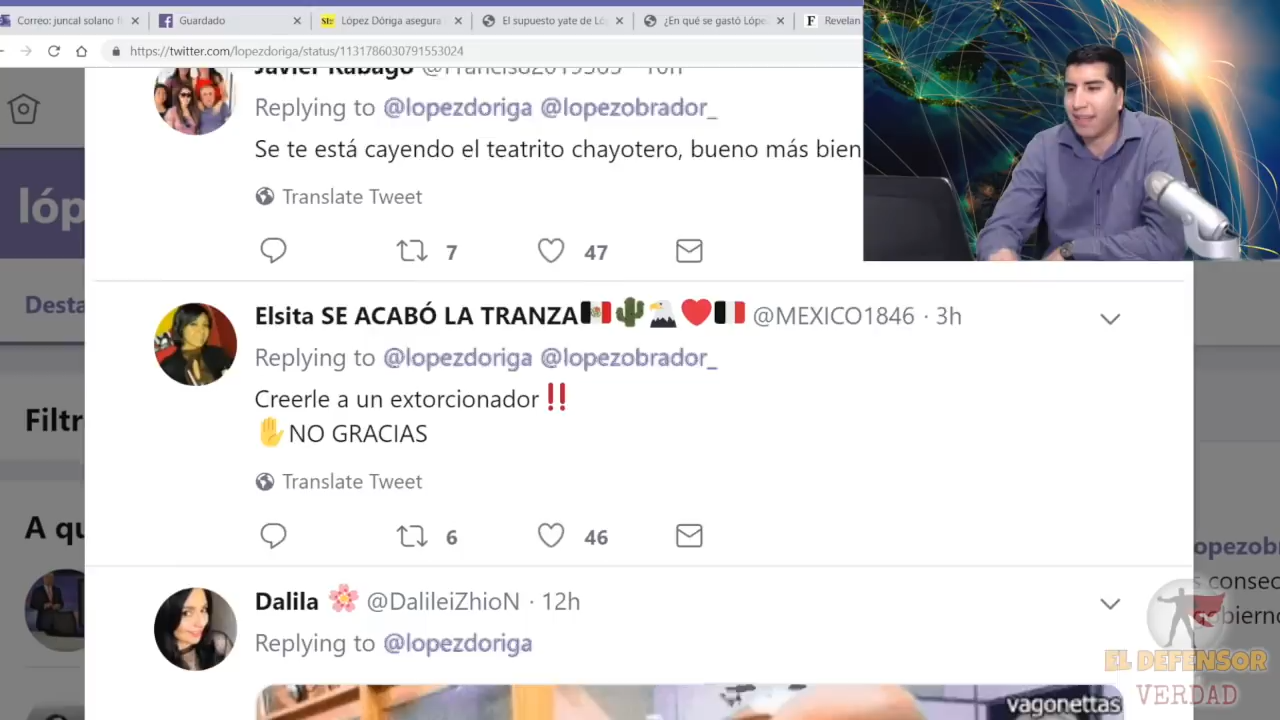 Correo: juncal solano f
Guardado
López Dóriga asegura
El supuesto yate de Ló
¿En qué se gastó Lópe
Revelan
https://twitter.com/lopezdoriga/status/1131786030791553024
Javier Rábago
Replying to @lopezdoriga @lopezobrador_
Se te está cayendo el teatrito chayotero, bueno más bien
Translate Tweet
7 47
lóp
Desta
Elsita SE ACABÓ LA TRANZA🇲🇽🌵🦅❤️ @MEXICO1846 · 3h
Replying to @lopezdoriga @lopezobrador_
Creerle a un extorcionador‼️
✋NO GRACIAS
Translate Tweet
6 46
Filtr
A qu
Dalila 🌸 @DalileiZhioN · 12h
Replying to @lopezdoriga
vagonettas
opezob
s consec
gobierno
EL DEFENSOR
VERDAD